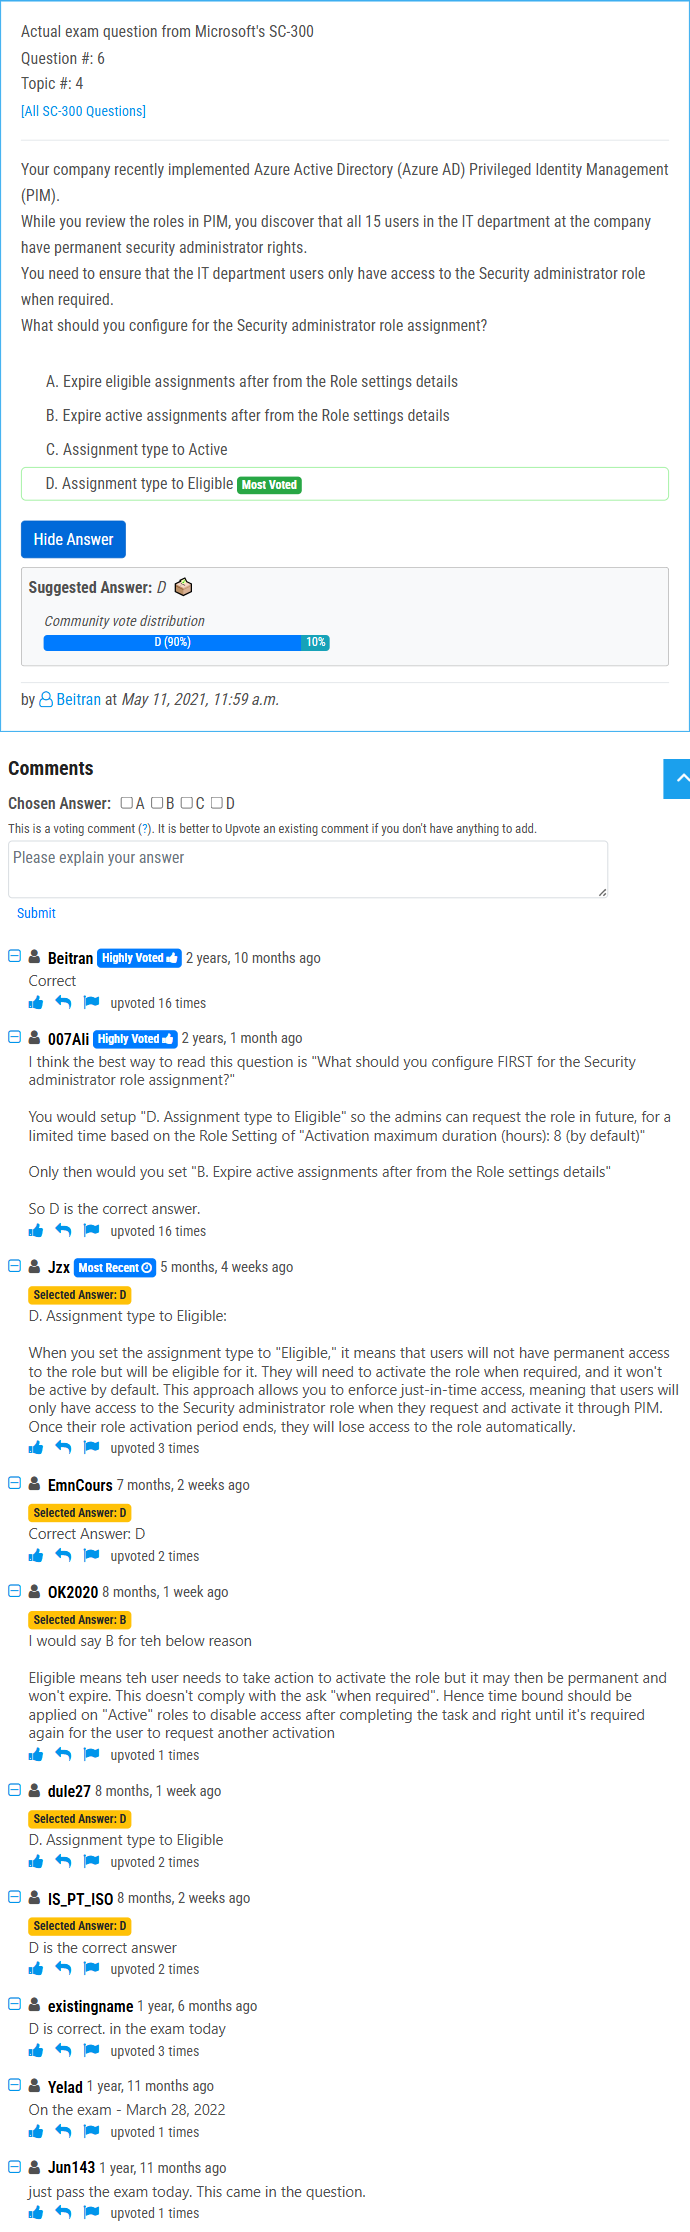 Actual exam question from Microsoft's SC-300
Question #: 6
Topic #: 4
[All SC-300 Questions]
Your company recently implemented Azure Active Directory (Azure AD) Privileged Identity Management
(PIM).
While you review the roles in PIM, you discover that all 15 users in the IT department at the company
have permanent security administrator rights.
You need to ensure that the IT department users only have access to the Security administrator role
when required.
What should you configure for the Security administrator role assignment?
A. Expire eligible assignments after from the Role settings details
B. Expire active assignments after from the Role settings details
C. Assignment type to Active
D. Assignment type to Eligible Most Voted
Hide Answer
Suggested Answer: D
Community vote distribution
D (90%) 10%
by Beitran at May 11, 2021, 11:59 a.m.
Comments
Chosen Answer: A B C D
This is a voting comment (?). It is better to Upvote an existing comment if you don't have anything to add.
Please explain your answer
Submit
Beitran Highly Voted 2 years, 10 months ago
Correct
upvoted 16 times
007Ali Highly Voted 2 years, 1 month ago
I think the best way to read this question is "What should you configure FIRST for the Security
administrator role assignment?"
You would setup "D. Assignment type to Eligible" so the admins can request the role in future, for a
limited time based on the Role Setting of "Activation maximum duration (hours): 8 (by default)"
Only then would you set "B. Expire active assignments after from the Role settings details"
So D is the correct answer.
upvoted 16 times
Jzx Most Recent 5 months, 4 weeks ago
Selected Answer: D
D. Assignment type to Eligible:
When you set the assignment type to "Eligible," it means that users will not have permanent access
to the role but will be eligible for it. They will need to activate the role when required, and it won't
be active by default. This approach allows you to enforce just-in-time access, meaning that users will
only have access to the Security administrator role when they request and activate it through PIM.
Once their role activation period ends, they will lose access to the role automatically.
upvoted 3 times
EmnCours 7 months, 2 weeks ago
Selected Answer: D
Correct Answer: D
upvoted 2 times
OK2020 8 months, 1 week ago
Selected Answer: B
I would say B for teh below reason
Eligible means teh user needs to take action to activate the role but it may then be permanent and
won't expire. This doesn't comply with the ask "when required". Hence time bound should be
applied on "Active" roles to disable access after completing the task and right until it's required
again for the user to request another activation
upvoted 1 times
dule27 8 months, 1 week ago
Selected Answer: D
D. Assignment type to Eligible
upvoted 2 times
IS_PT_ISO 8 months, 2 weeks ago
Selected Answer: D
D is the correct answer
upvoted 2 times
existingname 1 year, 6 months ago
D is correct. in the exam today
upvoted 3 times
Yelad 1 year, 11 months ago
On the exam - March 28, 2022
upvoted 1 times
Jun143 1 year, 11 months ago
just pass the exam today. This came in the question.
upvoted 1 times